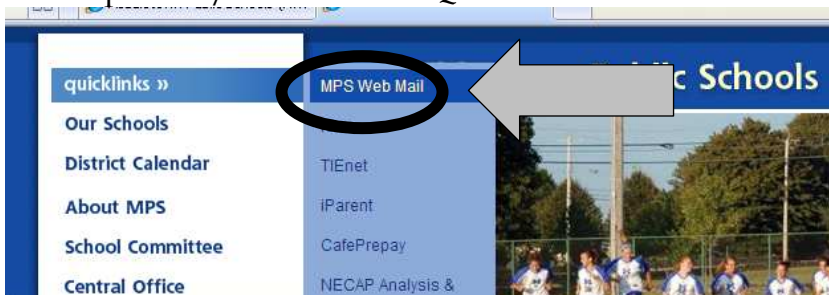 quicklinks »
Our Schools
District Calendar
About MPS
School Committee
Central Office
MPS Web Mail
TIEnet
iParent
CafePrepay
NECAP Analysis &
Schools